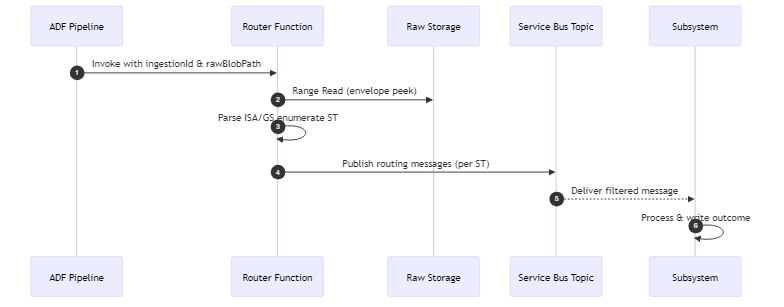 ADF Pipeline
Router Function
Raw Storage
Service Bus Topic
Subsystem
1
Invoke with ingestionId & rawBlobPath
2
Range Read (envelope peek)
3
Parse ISA/GS enumerate ST
4
Publish routing messages (per ST)
5
Deliver filtered message
6
Process & write outcome
ADF Pipeline
Router Function
Raw Storage
Service Bus Topic
Subsystem